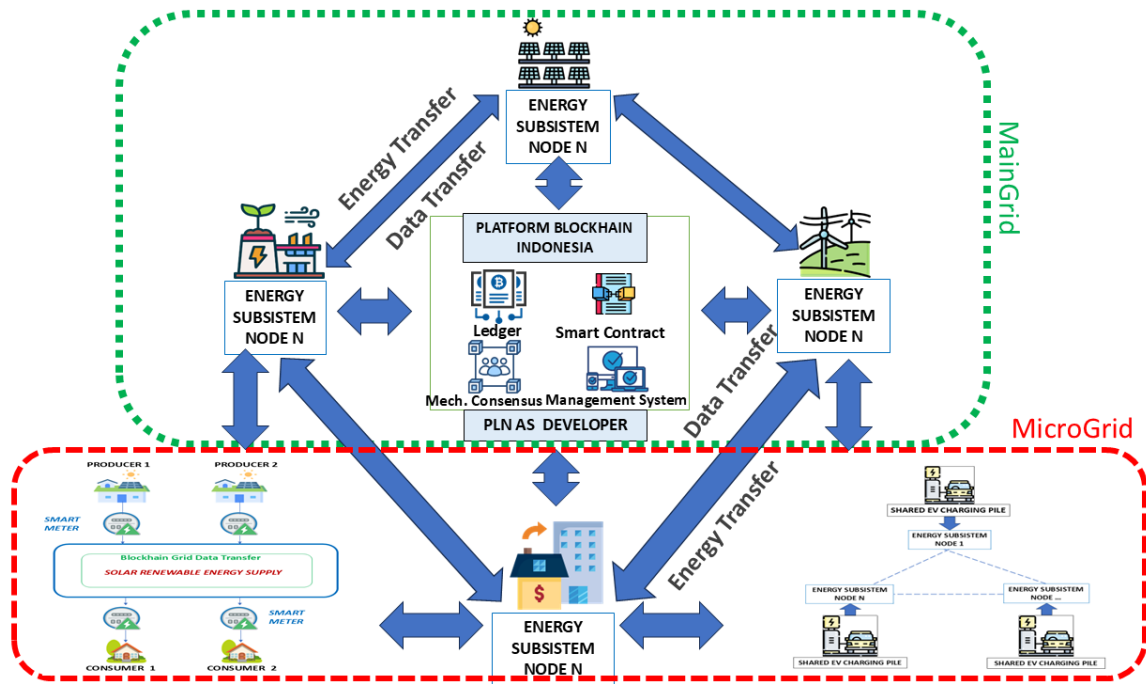 ENERGY
SUBSISTEM
NODE N
Energy Transfer
Data Transfer
MainGrid
PLATFORM BLOCKHAIN
INDONESIA
ENERGY
SUBSISTEM
NODE N
Ledger
Smart Contract
Mech. Consensus
Management System
PLN AS DEVELOPER
ENERGY
SUBSISTEM
NODE N
Data Transfer
Energy Transfer
MicroGrid
PRODUCER 1
PRODUCER 2
SMART
METER
Blockhain Grid Data Transfer
SOLAR RENEWABLE ENERGY SUPPLY
SMART
METER
CONSUMER 1
CONSUMER 2
ENERGY
SUBSISTEM
NODE N
SHARED EV CHARGING PILE
ENERGY SUBSISTEM
NODE 1
ENERGY SUBSISTEM
NODE N
ENERGY SUBSISTEM
NODE ...
SHARED EV CHARGING PILE
SHARED EV CHARGING PILE